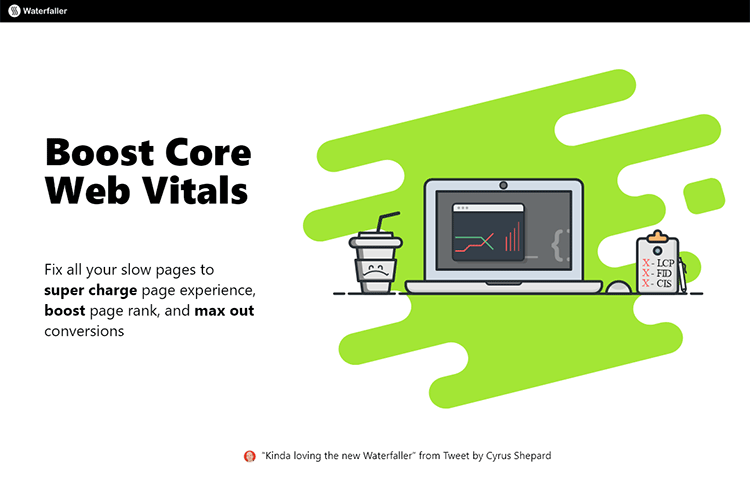 Waterfaller
Boost Core
Web Vitals
Fix all your slow pages to
super charge page experience,
boost page rank, and max out
conversions
X - LCP
X - FID
X - CIS
"Kinda loving the new Waterfaller" from Tweet by Cyrus Shepard